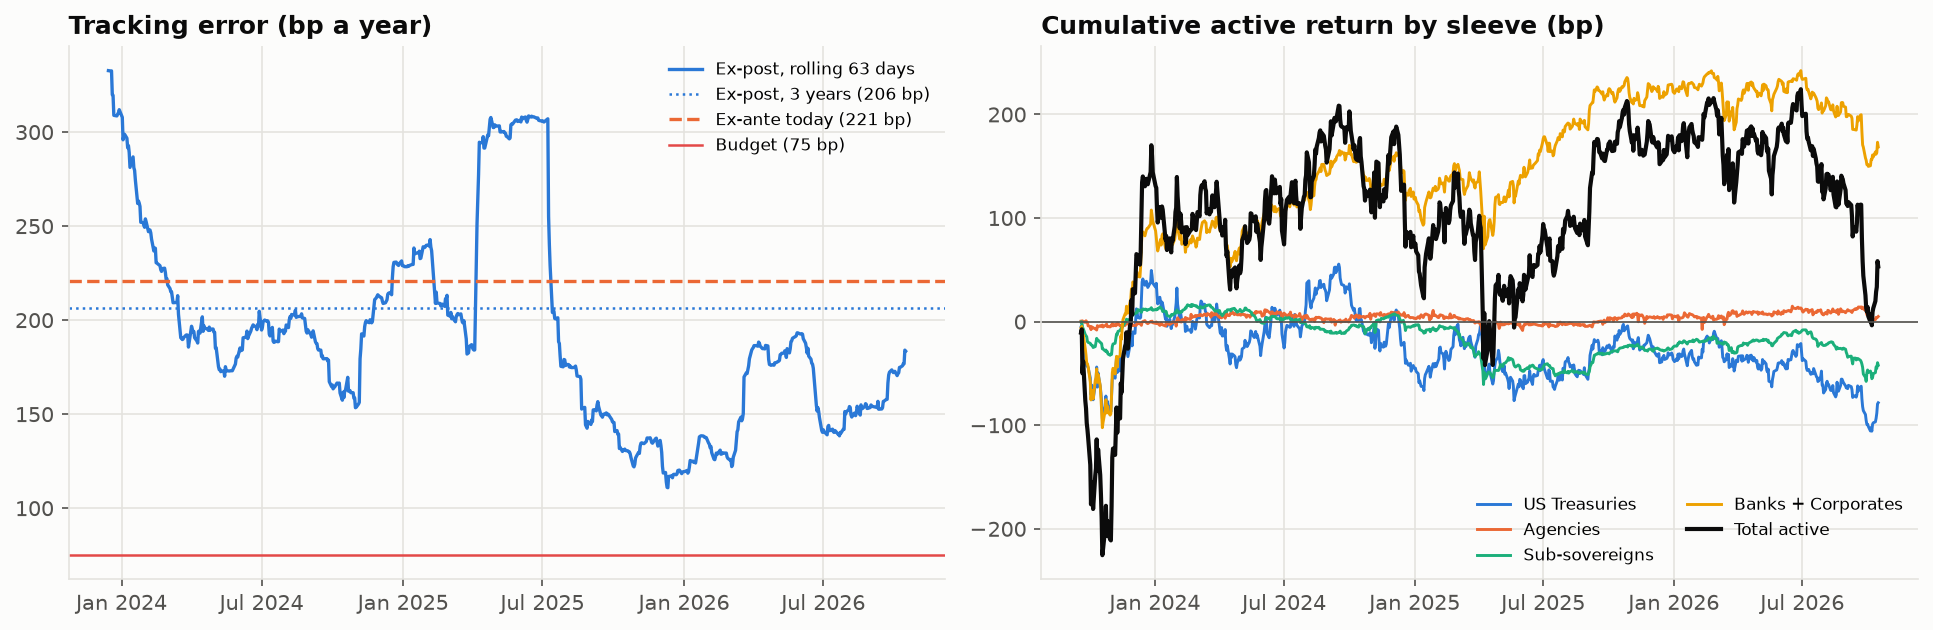 Tracking error (bp a year)
Ex-post, rolling 63 days
Ex-post, 3 years (206 bp)
Ex-ante today (221 bp)
Budget (75 bp)
300
250
200
150
100
Jan 2024
Jul 2024
Jan 2025
Jul 2025
Jan 2026
Jul 2026
Cumulative active return by sleeve (bp)
200
100
0
−100
−200
US Treasuries
Agencies
Sub-sovereigns
Banks + Corporates
Total active
Jan 2024
Jul 2024
Jan 2025
Jul 2025
Jan 2026
Jul 2026